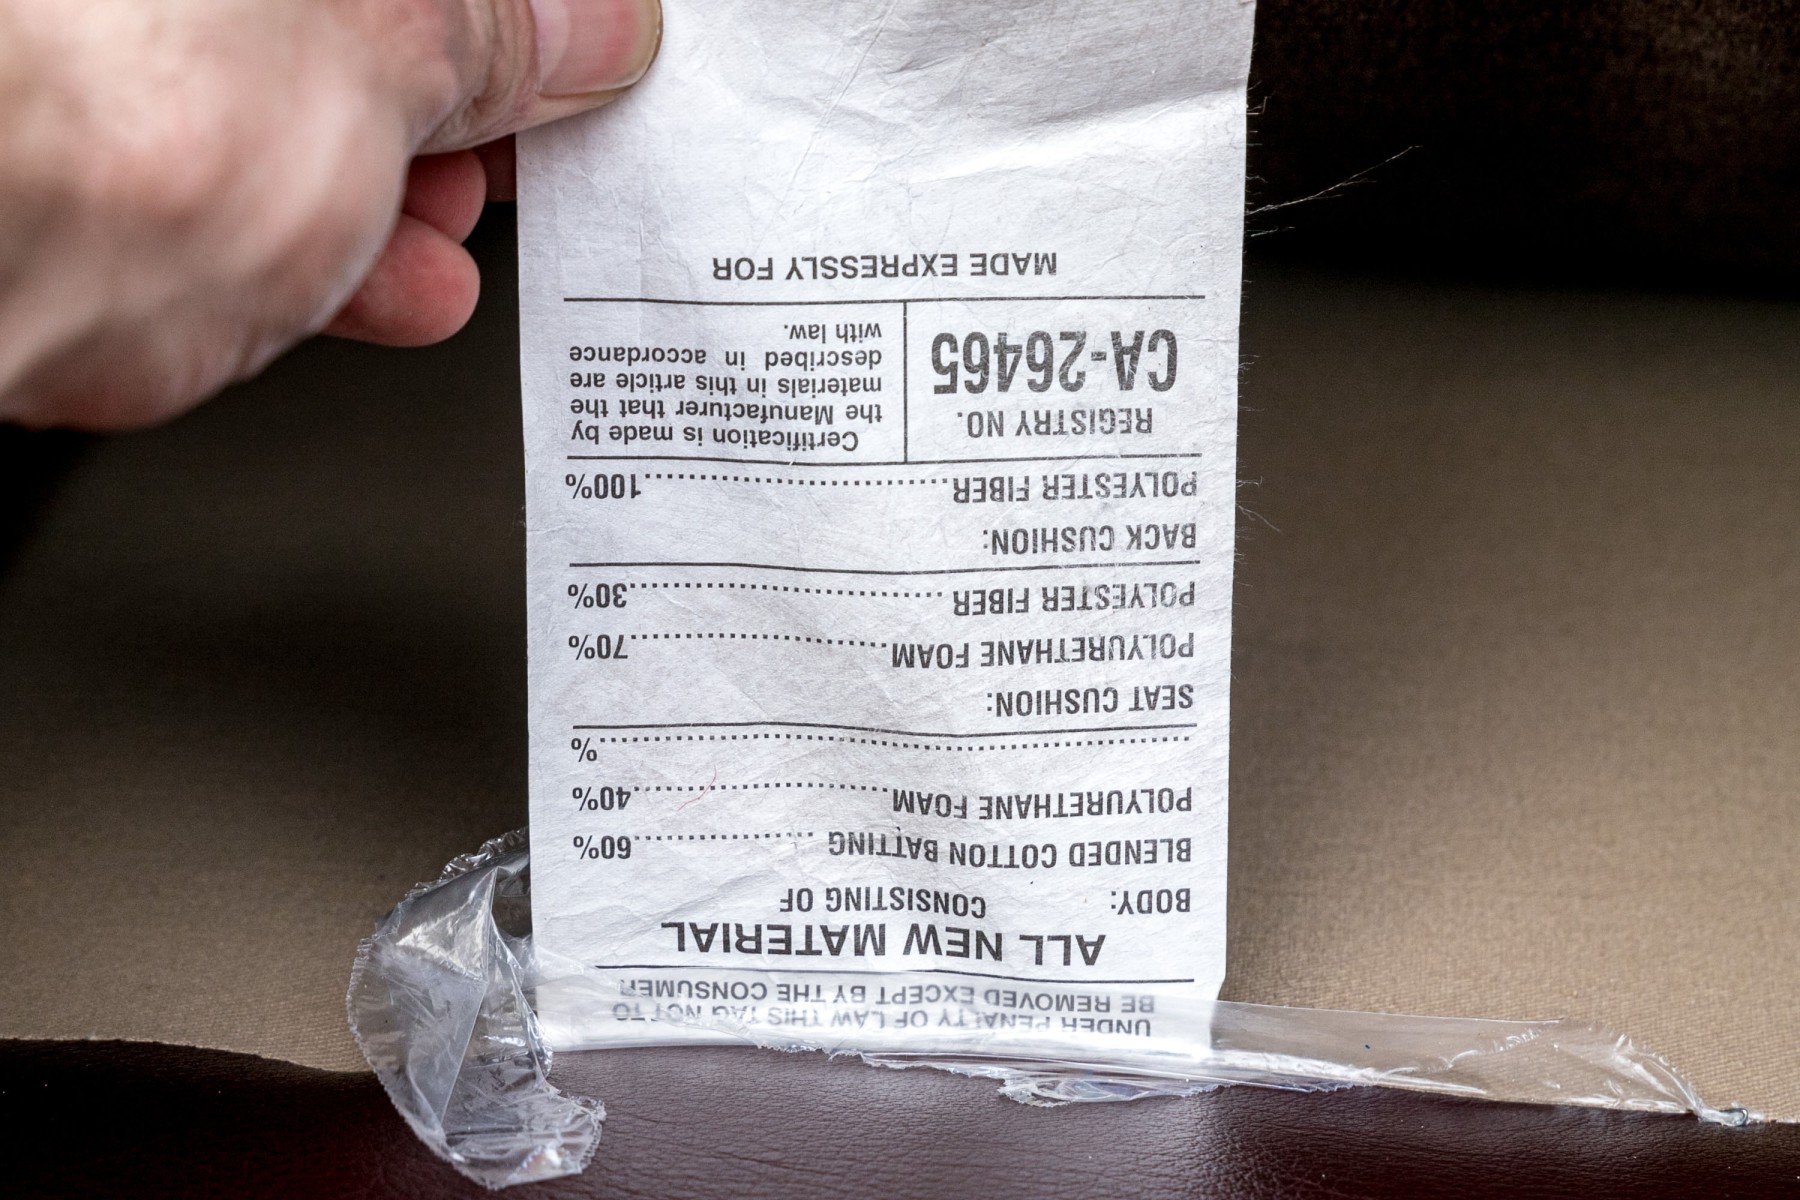 UNDER PENALTY OF LAW THIS TAG NOT TO
BE REMOVED EXCEPT BY THE CONSUMER
ALL NEW MATERIAL
CONSISTING OF
BODY:
BLENDED COTTON BATTING ............... 60%
POLYURETHANE FOAM ............... 40%
............... %
SEAT CUSHION:
POLYURETHANE FOAM ............... 70%
POLYESTER FIBER ............... 30%
BACK CUSHION:
POLYESTER FIBER ............... 100%
REGISTRY NO.
CA-26465
Certification is made by
the Manufacturer that the
materials in this article are
described in accordance
with law.
MADE EXPRESSLY FOR